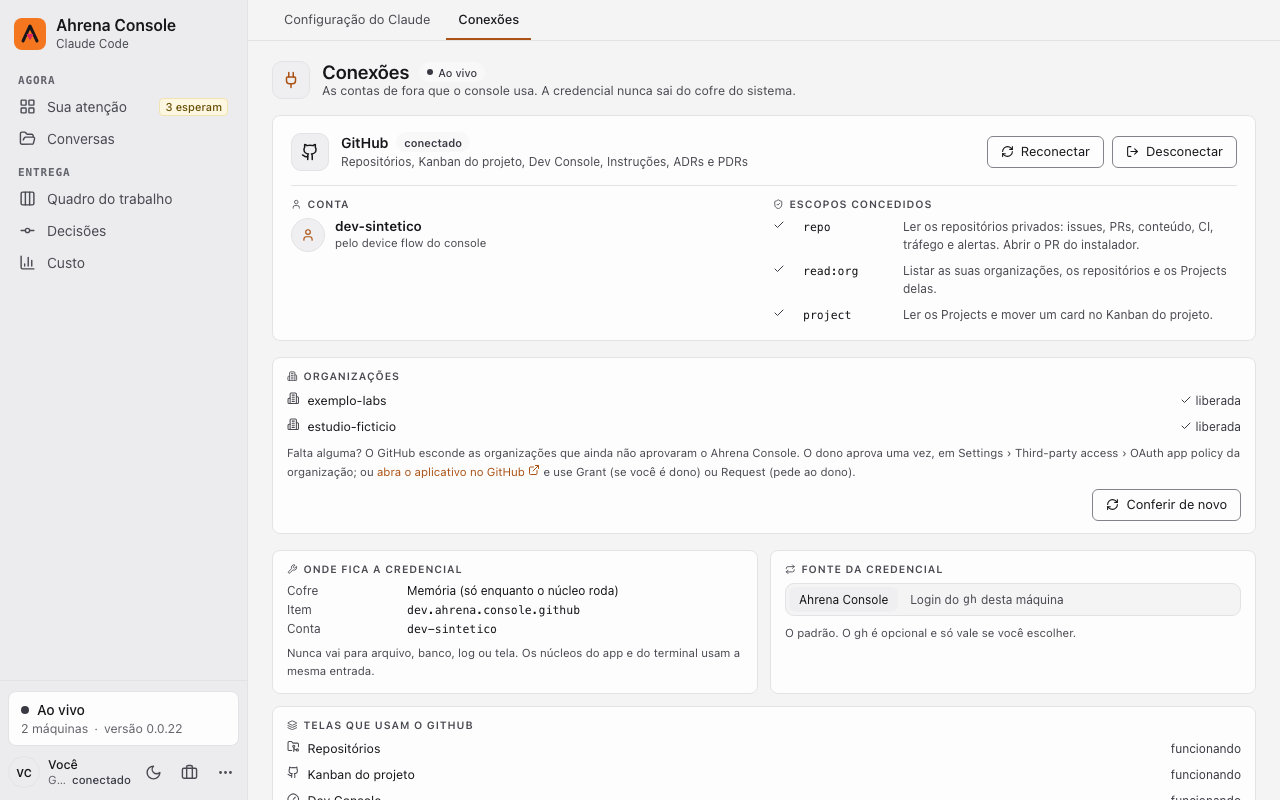 Ahrena Console
Claude Code
AGORA
Sua atenção
3 esperam
Conversas
ENTREGA
Quadro do trabalho
Decisões
Custo
Ao vivo
2 máquinas · versão 0.0.22
VC
Você
G... conectado
Configuração do Claude
Conexões
Conexões
Ao vivo
As contas de fora que o console usa. A credencial nunca sai do cofre do sistema.
GitHub
conectado
Repositórios, Kanban do projeto, Dev Console, Instruções, ADRs e PDRs
Reconectar
Desconectar
CONTA
dev-sintetico
pelo device flow do console
ESCOPOS CONCEDIDOS
repo
Ler os repositórios privados: issues, PRs, conteúdo, CI,
tráfego e alertas. Abrir o PR do instalador.
read:org
Listar as suas organizações, os repositórios e os Projects
delas.
project
Ler os Projects e mover um card no Kanban do projeto.
ORGANIZAÇÕES
exemplo-labs
liberada
estudio-ficticio
liberada
Falta alguma? O GitHub esconde as organizações que ainda não aprovaram o Ahrena Console. O dono aprova uma vez, em Settings › Third-party access › OAuth app policy da
organização; ou abra o aplicativo no GitHub e use Grant (se você é dono) ou Request (pede ao dono).
Conferir de novo
ONDE FICA A CREDENCIAL
Cofre
Memória (só enquanto o núcleo roda)
Item
dev.ahrena.console.github
Conta
dev-sintetico
Nunca vai para arquivo, banco, log ou tela. Os núcleos do app e do terminal usam a
mesma entrada.
FONTE DA CREDENCIAL
Ahrena Console
Login do gh desta máquina
O padrão. O gh é opcional e só vale se você escolher.
TELAS QUE USAM O GITHUB
Repositórios
funcionando
Kanban do projeto
funcionando
Dev Console
funcionando